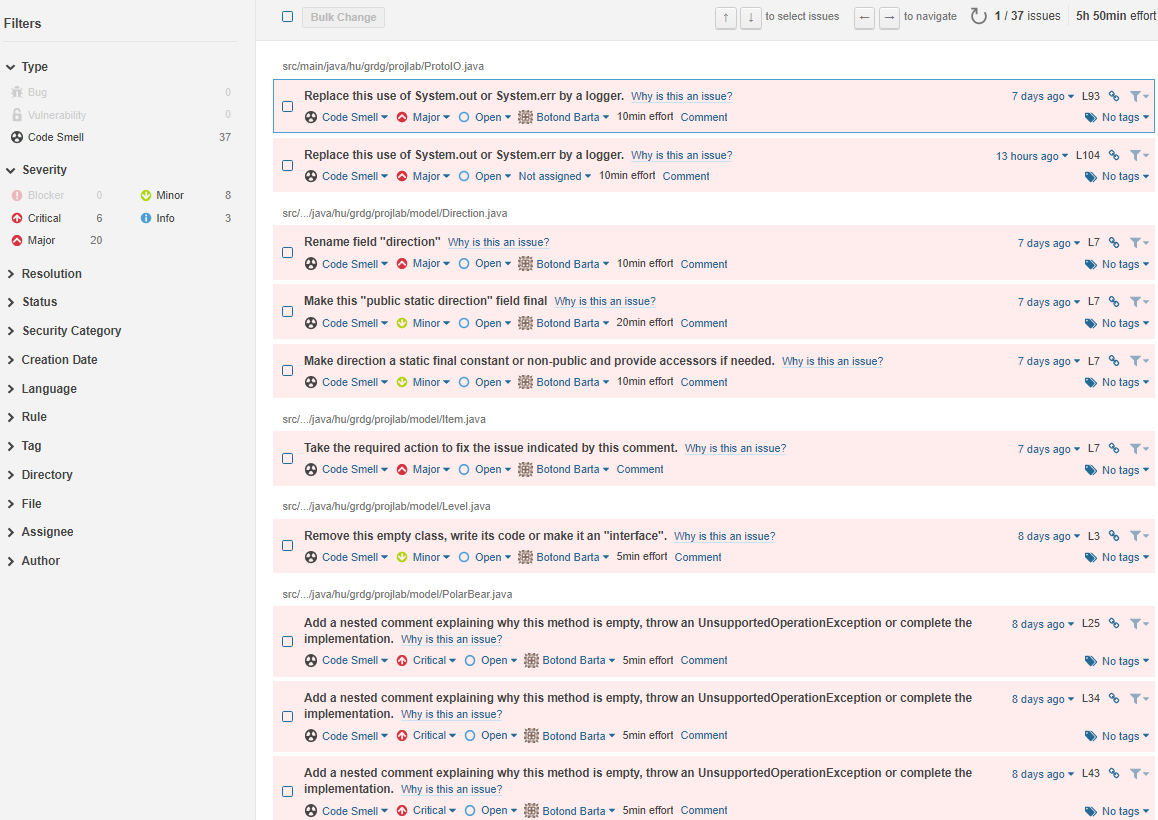 Filters
Type
Bug 0
Vulnerability 0
Code Smell 37
Severity
Blocker 0 Minor 8
Critical 6 Info 3
Major 20
Resolution
Status
Security Category
Creation Date
Language
Rule
Tag
Directory
File
Assignee
Author
Bulk Change ↑ ↓ to select issues ← → to navigate 1 / 37 issues 5h 50min effort
src/main/java/hu/grdg/projlab/ProtoIO.java
Replace this use of System.out or System.err by a logger. Why is this an issue? 7 days ago L93
Code Smell Major Open Botond Barta 10min effort Comment No tags
Replace this use of System.out or System.err by a logger. Why is this an issue? 13 hours ago L104
Code Smell Major Open Not assigned 10min effort Comment No tags
src/.../java/hu/grdg/projlab/model/Direction.java
Rename field "direction" Why is this an issue? 7 days ago L7
Code Smell Major Open Botond Barta 10min effort Comment No tags
Make this "public static direction" field final Why is this an issue? 7 days ago L7
Code Smell Minor Open Botond Barta 20min effort Comment No tags
Make direction a static final constant or non-public and provide accessors if needed. Why is this an issue? 7 days ago L7
Code Smell Minor Open Botond Barta 10min effort Comment No tags
src/.../java/hu/grdg/projlab/model/Item.java
Take the required action to fix the issue indicated by this comment. Why is this an issue? 7 days ago L7
Code Smell Major Open Botond Barta Comment No tags
src/.../java/hu/grdg/projlab/model/Level.java
Remove this empty class, write its code or make it an "interface". Why is this an issue? 8 days ago L3
Code Smell Minor Open Botond Barta 5min effort Comment No tags
src/.../java/hu/grdg/projlab/model/PolarBear.java
Add a nested comment explaining why this method is empty, throw an UnsupportedOperationException or complete the 8 days ago L25
implementation. Why is this an issue?
Code Smell Critical Open Botond Barta 5min effort Comment No tags
Add a nested comment explaining why this method is empty, throw an UnsupportedOperationException or complete the 8 days ago L34
implementation. Why is this an issue?
Code Smell Critical Open Botond Barta 5min effort Comment No tags
Add a nested comment explaining why this method is empty, throw an UnsupportedOperationException or complete the 8 days ago L43
implementation. Why is this an issue?
Code Smell Critical Open Botond Barta 5min effort Comment No tags